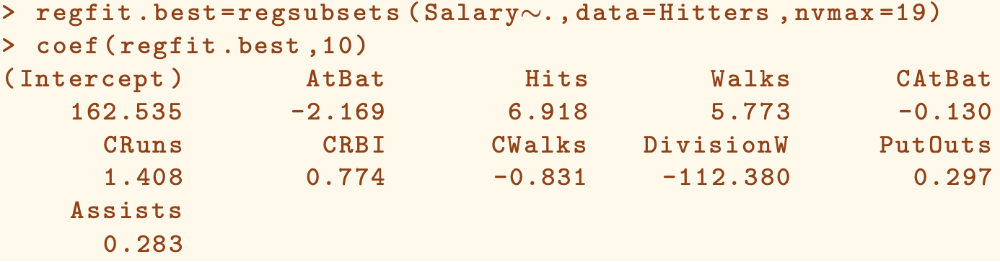 > regfit.best=regsubsets(Salary∼.,data=Hitters,nvmax=19)
> coef(regfit.best,10)
(Intercept) AtBat Hits Walks CAtBat
162.535 -2.169 6.918 5.773 -0.130
CRuns CRBI CWalks DivisionW PutOuts
1.408 0.774 -0.831 -112.380 0.297
Assists
0.283